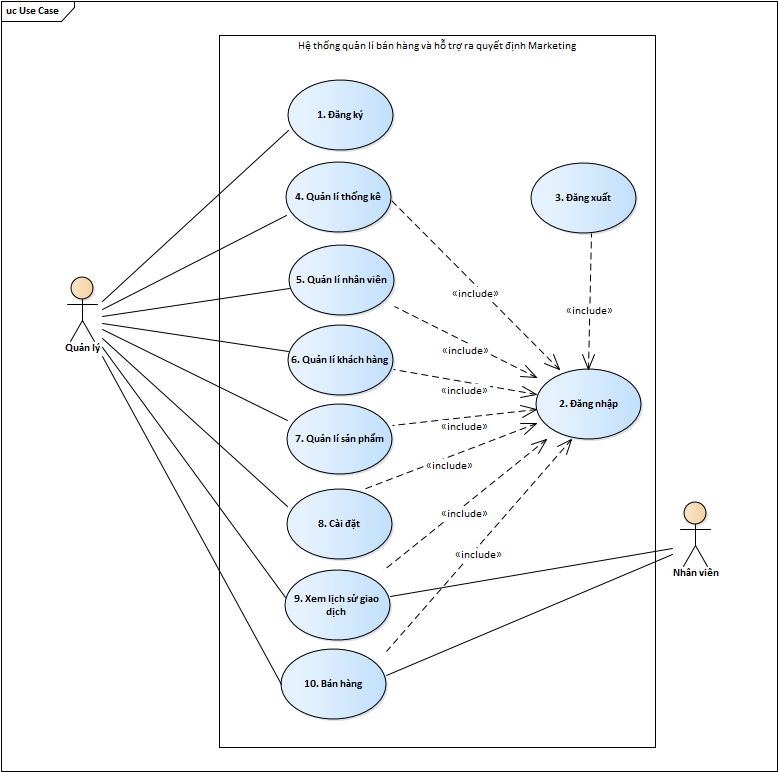 uc Use Case
Hệ thống quản lí bán hàng và hỗ trợ ra quyết định Marketing
1. Đăng ký
4. Quản lí thống kê
3. Đăng xuất
5. Quản lí nhân viên
«include»
«include»
Quản lý
«include»
6. Quản lí khách hàng
«include»
2. Đăng nhập
«include»
7. Quản lí sản phẩm
«include»
8. Cài đặt
«include»
«include»
Nhân viên
9. Xem lịch sử giao
dịch
10. Bán hàng